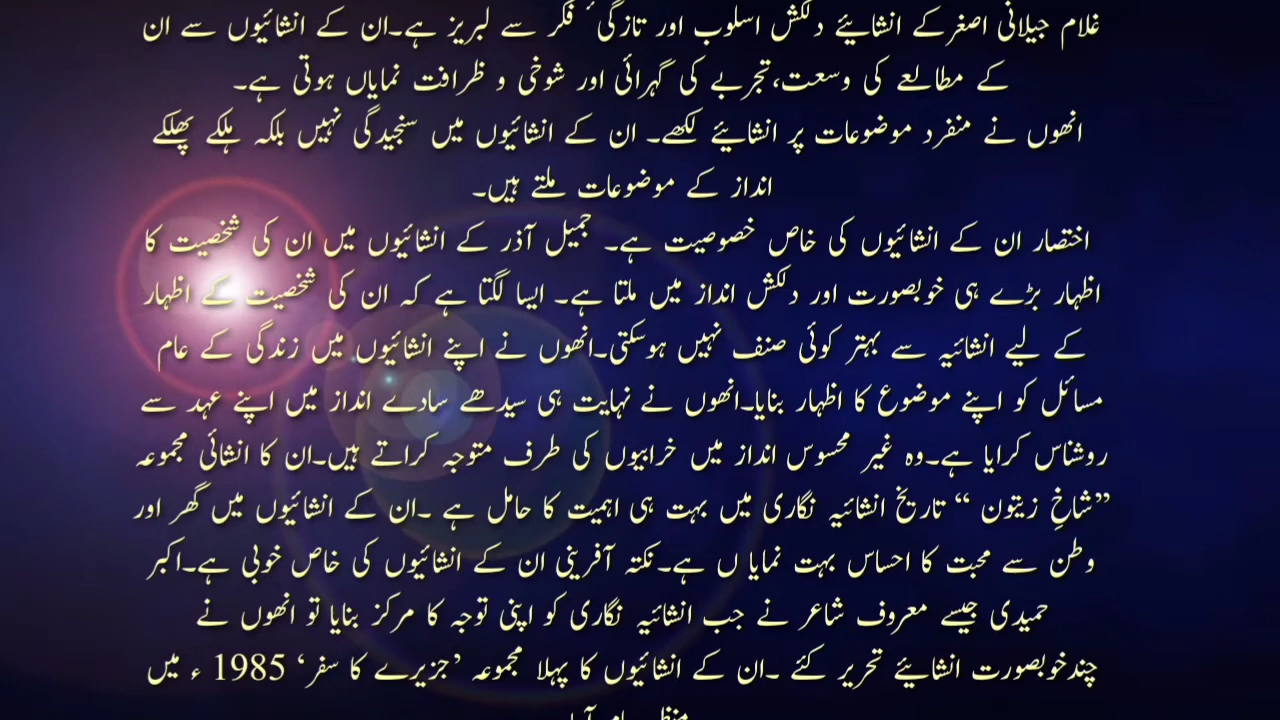 غلام جیلانی اصغرکے انشایئے دلکش اسلوب اور تازگیٔ فکر سے لبریز ہے۔ان کے انشائیوں سے ان
کے مطالعے کی وسعت،تجربے کی گہرائی اور شوخی و ظرافت نمایاں ہوتی ہے۔
انھوں نے منفرد موضوعات پر انشایئے لکھے۔ ان کے انشائیوں میں سنجیدگی نہیں بلکہ ہلکے پھلکے
انداز کے موضوعات ملتے ہیں۔
اختصار ان کے انشائیوں کی خاص خصوصیت ہے۔ جمیل آذر کے انشائیوں میں ان کی شخصیت کا
اظہار بڑے ہی خوبصورت اور دلکش انداز میں ملتا ہے۔ ایسا لگتا ہے کہ ان کی شخصیت کے اظہار
کے لیے انشائیہ سے بہتر کوئی صنف نہیں ہوسکتی۔انھوں نے اپنے انشائیوں میں زندگی کے عام
مسائل کو اپنے موضوع کا اظہار بنایا۔انھوں نے نہایت ہی سیدھے سادے انداز میں اپنے عہد سے
روشناس کرایا ہے۔وہ غیر محسوس انداز میں خرابیوں کی طرف متوجہ کراتے ہیں۔ان کا انشائی مجموعہ
”شاخِ زیتون “ تاریخ انشائیہ نگاری میں بہت ہی اہمیت کا حامل ہے ۔ان کے انشائیوں میں گھر اور
وطن سے محبت کا احساس بہت نمایا ں ہے۔نکتہ آفرینی ان کے انشائیوں کی خاص خوبی ہے۔اکبر
حمیدی جیسے معروف شاعر نے جب انشائیہ نگاری کو اپنی توجہ کا مرکز بنایا تو انھوں نے
چندخوبصورت انشایئے تحریر کئے ۔ان کے انشائیوں کا پہلا مجموعہ ’جزیرے کا سفر‘ 1985 ء میں